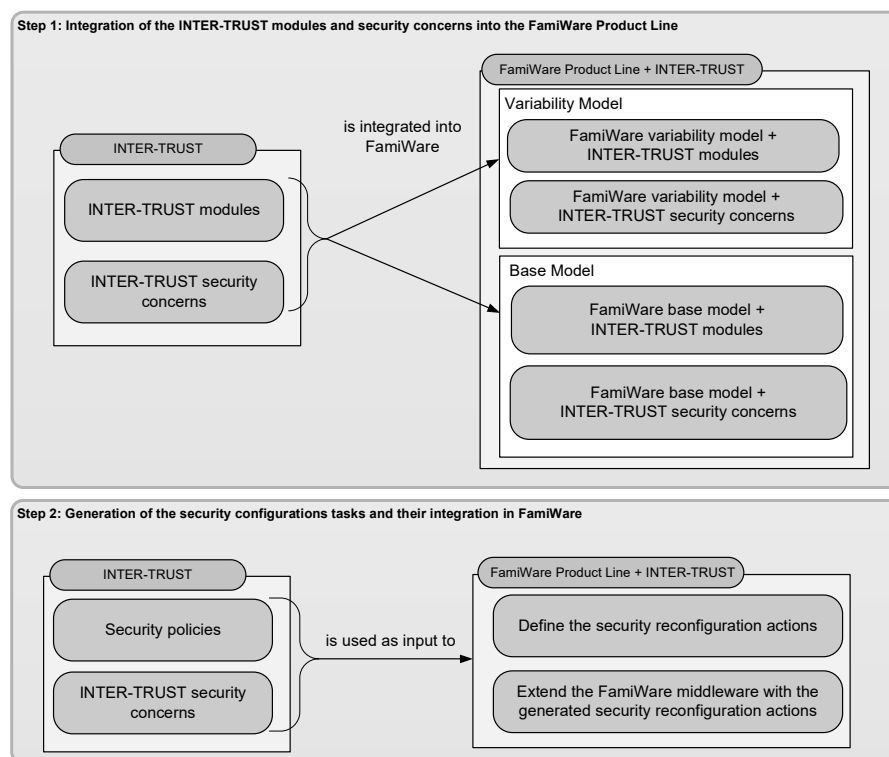 Step 1: Integration of the INTER-TRUST modules and security concerns into the FamiWare Product Line
INTER-TRUST
INTER-TRUST modules
INTER-TRUST security
concerns
is integrated into
FamiWare
FamiWare Product Line + INTER-TRUST
Variability Model
FamiWare variability model +
INTER-TRUST modules
FamiWare variability model +
INTER-TRUST security concerns
Base Model
FamiWare base model +
INTER-TRUST modules
FamiWare base model +
INTER-TRUST security concerns
Step 2: Generation of the security configurations tasks and their integration in FamiWare
INTER-TRUST
Security policies
INTER-TRUST security
concerns
is used as input to
FamiWare Product Line + INTER-TRUST
Define the security reconfiguration actions
Extend the FamiWare middleware with the
generated security reconfiguration actions